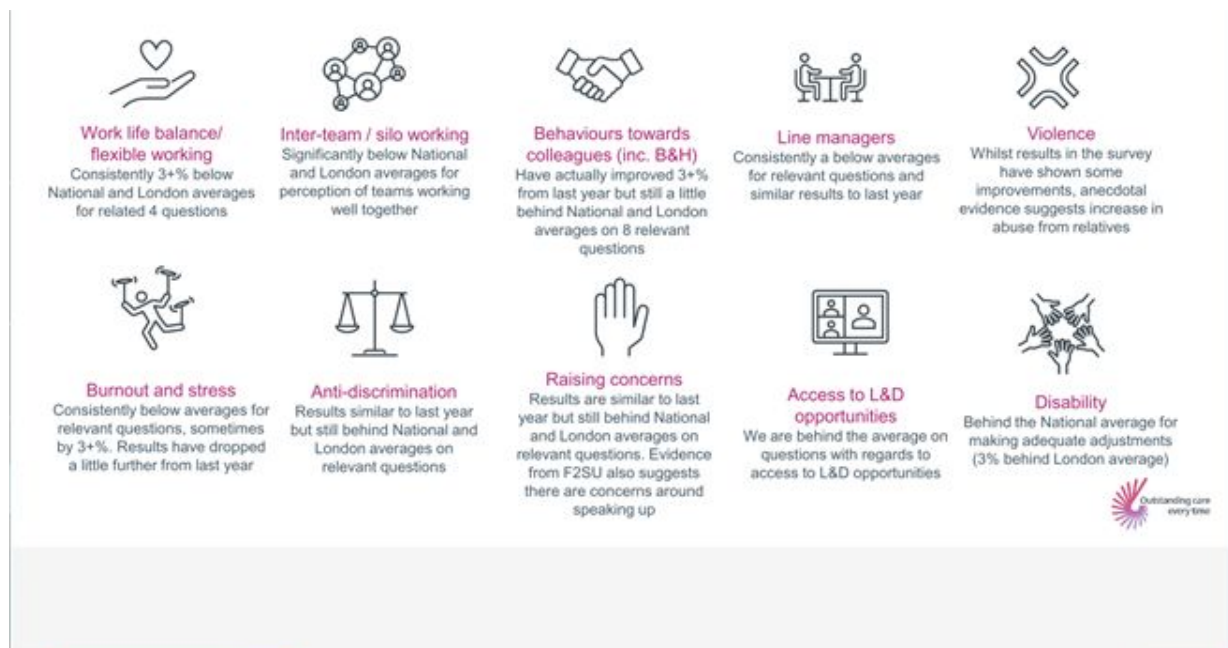 Work life balance/
flexible working
Consistently 3+% below
National and London averages
for related 4 questions
Inter-team / silo working
Significantly below National
and London averages for
perception of teams working
well together
Behaviours towards
colleagues (inc. B&H)
Have actually improved 3+%
from last year but still a little
behind National and London
averages on 8 relevant
questions
Line managers
Consistently a below averages
for relevant questions and
similar results to last year
Violence
Whilst results in the survey
have shown some
improvements, anecdotal
evidence suggests increase in
abuse from relatives
Burnout and stress
Consistently below averages for
relevant questions, sometimes
by 3+%. Results have dropped
a little further from last year
Anti-discrimination
Results similar to last year
but still behind National and
London averages on
relevant questions
Raising concerns
Results are similar to last
year but still behind National
and London averages on
relevant questions. Evidence
from F2SU also suggests
there are concerns around
speaking up
Access to L&D
opportunities
We are behind the average on
questions with regards to
access to L&D opportunities
Disability
Behind the National average for
making adequate adjustments
(3% behind London average)
Outstanding care
every time